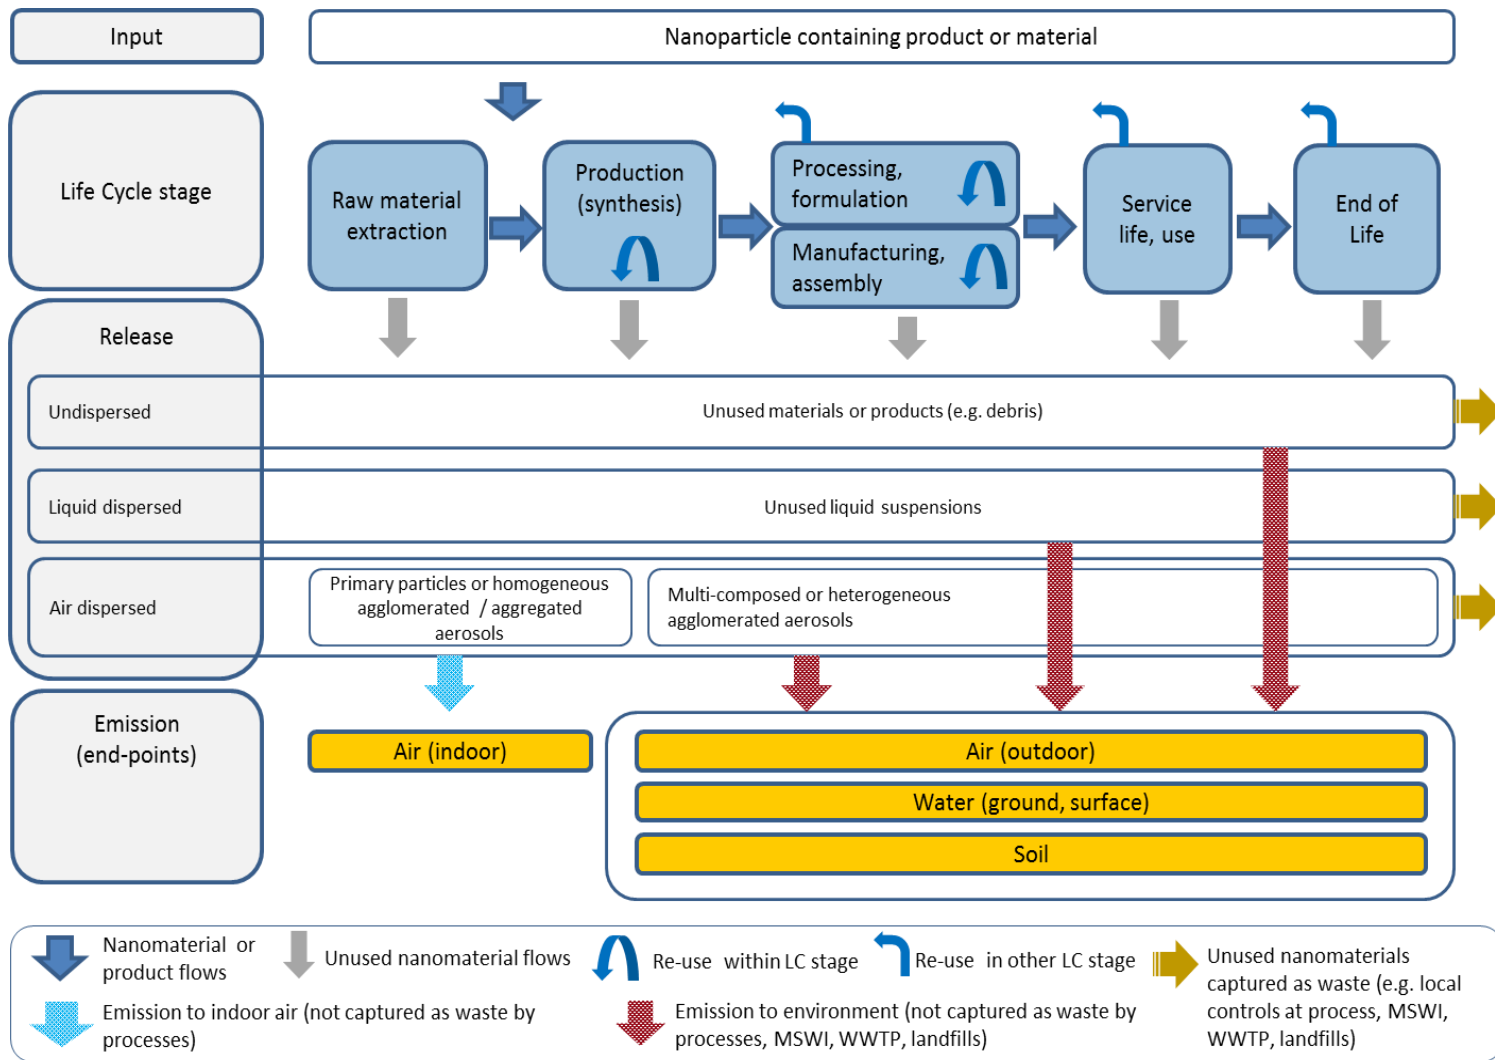 Input
Nanoparticle containing product or material
Life Cycle stage
Raw material
extraction
Production
(synthesis)
Processing,
formulation
Manufacturing,
assembly
Service
life, use
End of
Life
Release
Undispersed
Unused materials or products (e.g. debris)
Liquid dispersed
Unused liquid suspensions
Air dispersed
Primary particles or homogeneous
agglomerated / aggregated
aerosols
Multi-composed or heterogeneous
agglomerated aerosols
Emission
(end-points)
Air (indoor)
Air (outdoor)
Water (ground, surface)
Soil
Nanomaterial or
product flows
Unused nanomaterial flows
Re-use within LC stage
Re-use in other LC stage
Unused nanomaterials
captured as waste (e.g. local
controls at process, MSWI,
WWTP, landfills)
Emission to indoor air (not captured as waste by
processes)
Emission to environment (not captured as waste by
processes, MSWI, WWTP, landfills)